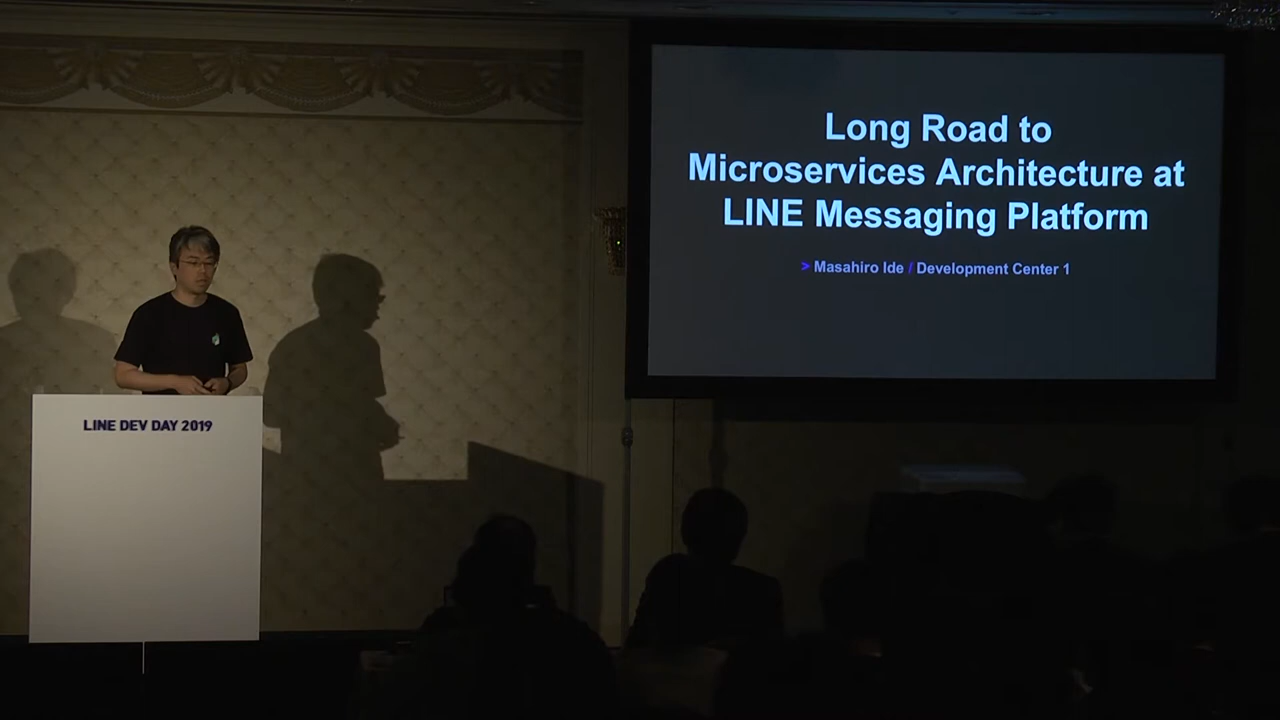 Long Road to
Microservices Architecture at
LINE Messaging Platform
> Masahiro Ide / Development Center 1
LINE DEV DAY 2019